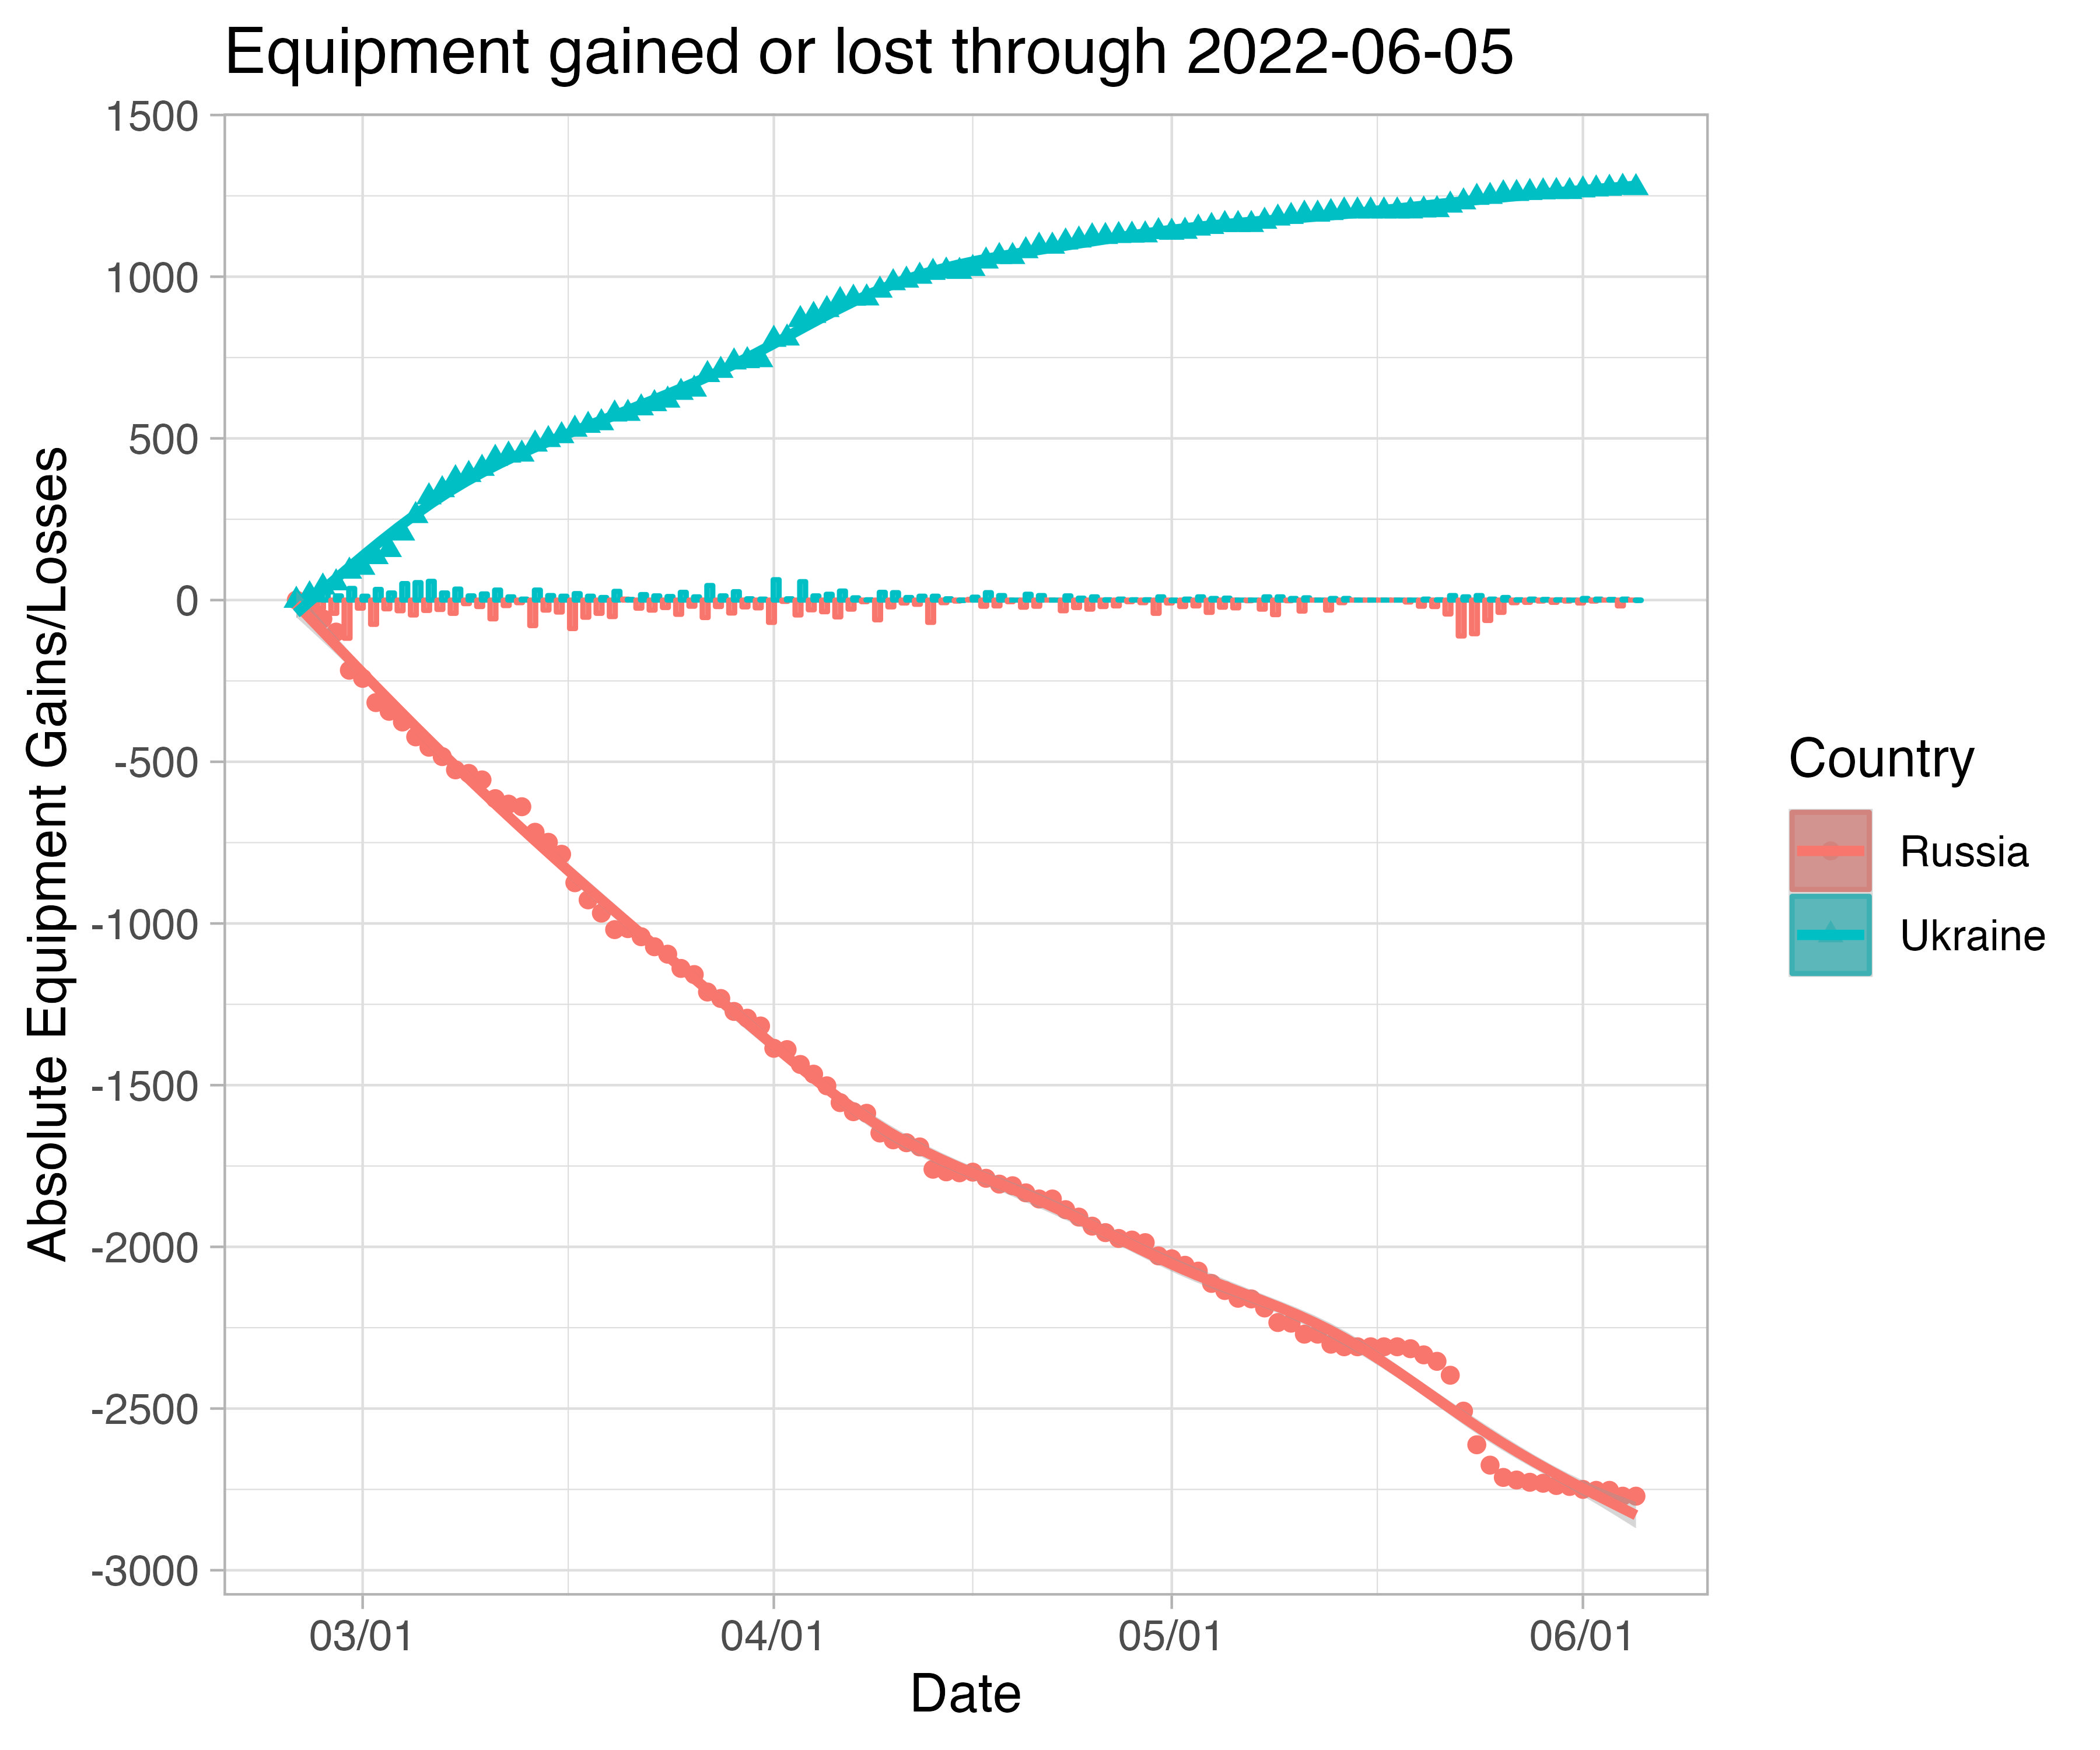 Equipment gained or lost through 2022-06-05
Absolute Equipment Gains/Losses
1500
1000
500
0
-500
-1000
-1500
-2000
-2500
-3000
03/01
04/01
05/01
06/01
Date
Country
Russia
Ukraine